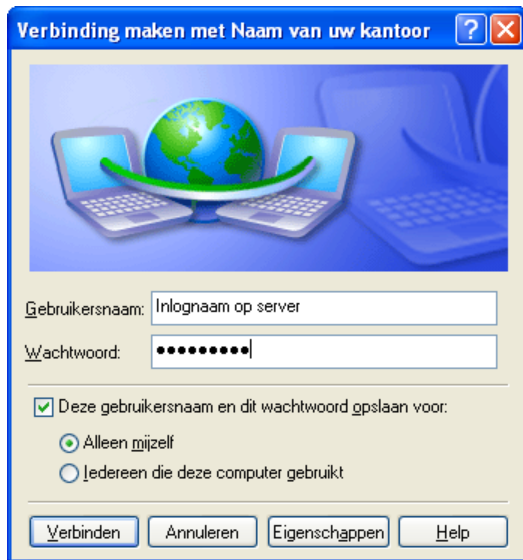 Verbinding maken met Naam van uw kantoor
Gebruikersnaam: Inlognaam op server
Wachtwoord: ●●●●●●●●●
Deze gebruikersnaam en dit wachtwoord opslaan voor:
Alleen mijzelf
Iedereen die deze computer gebruikt
Verbinden Annuleren Eigenschappen Help